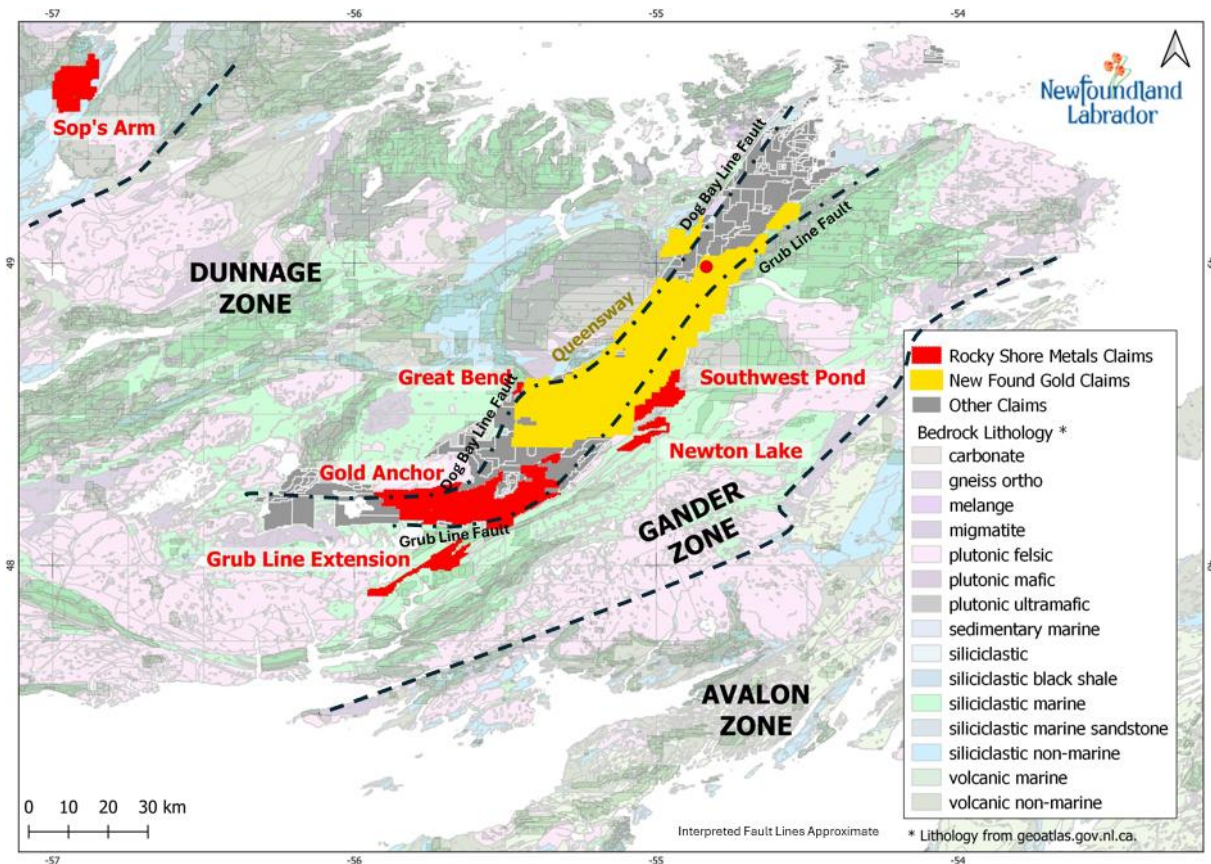 -57
-56
-55
-54
Newfoundland
Labrador
Sop's Arm
Dog Bay Line Fault
Grub Line Fault
49
DUNNAGE
ZONE
Queensway
Great Bend
Southwest Pond
Dog Bay Line Fault
Newton Lake
Gold Anchor
GANDER
ZONE
Grub Line Fault
Grub Line Extension
48
AVALON
ZONE
Rocky Shore Metals Claims
New Found Gold Claims
Other Claims
Bedrock Lithology *
carbonate
gneiss ortho
melange
migmatite
plutonic felsic
plutonic mafic
plutonic ultramafic
sedimentary marine
siliciclastic
siliciclastic black shale
siliciclastic marine
siliciclastic marine sandstone
siliciclastic non-marine
volcanic marine
volcanic non-marine
0 10 20 30 km
Interpreted Fault Lines Approximate
* Lithology from geoatlas.gov.nl.ca.
-57
-56
-55
-54